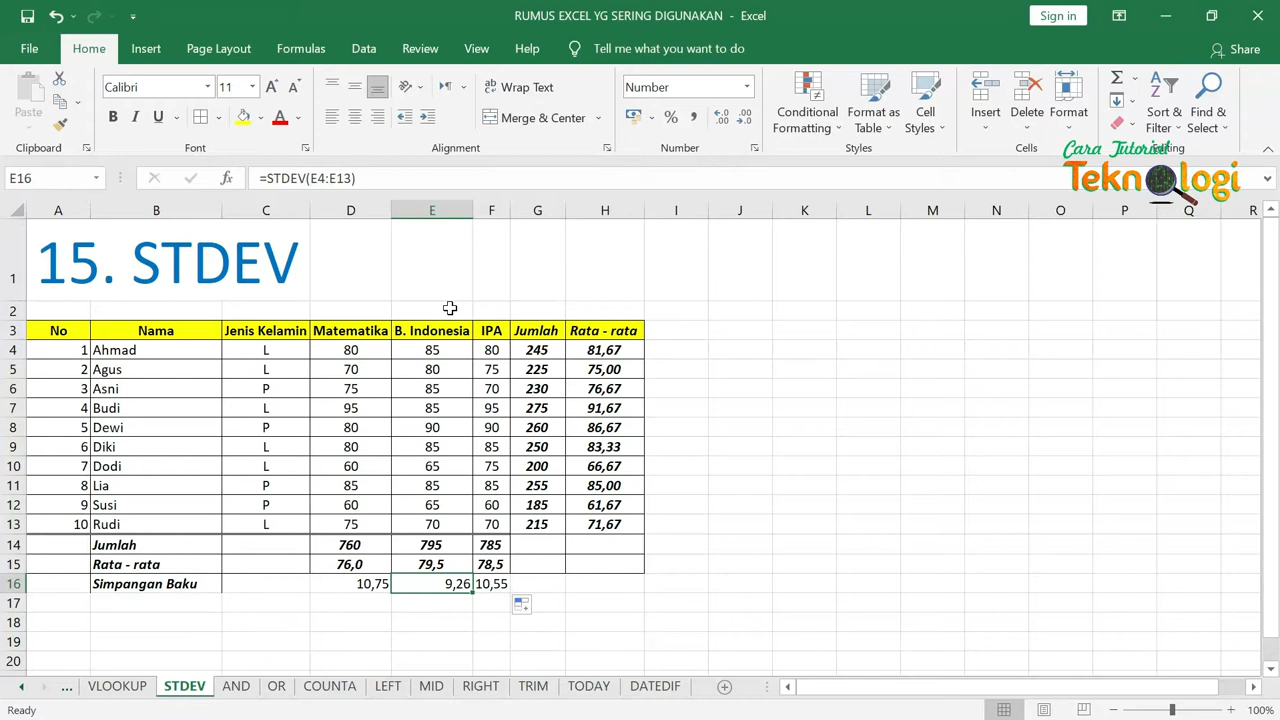 RUMUS EXCEL YG SERING DIGUNAKAN - Excel
Sign in
File Home Insert Page Layout Formulas Data Review View Help Tell me what you want to do Share
Paste
Calibri 11
Wrap Text
Merge & Center
Number
Conditional Formatting
Format as Table
Cell Styles
Insert
Delete
Format
Sort & Filter
Find & Select
Clipboard Font Alignment Number Styles Cells Editing
Cara Tutorial
Teknologi
E16 =STDEV(E4:E13)
A B C D E F G H I J K L M N O P Q R
1 15. STDEV
2
3 No Nama Jenis Kelamin Matematika B. Indonesia IPA Jumlah Rata - rata
4 1 Ahmad L 80 85 80 245 81,67
5 2 Agus L 70 80 75 225 75,00
6 3 Asni P 75 85 70 230 76,67
7 4 Budi L 95 85 95 275 91,67
8 5 Dewi P 80 90 90 260 86,67
9 6 Diki L 80 85 85 250 83,33
10 7 Dodi L 60 65 75 200 66,67
11 8 Lia P 85 85 85 255 85,00
12 9 Susi P 60 65 60 185 61,67
13 10 Rudi L 75 70 70 215 71,67
14 Jumlah 760 795 785
15 Rata - rata 76,0 79,5 78,5
16 Simpangan Baku 10,75 9,26 10,55
17
18
19
20
... VLOOKUP STDEV AND OR COUNTA LEFT MID RIGHT TRIM TODAY DATEDIF
Ready 100%